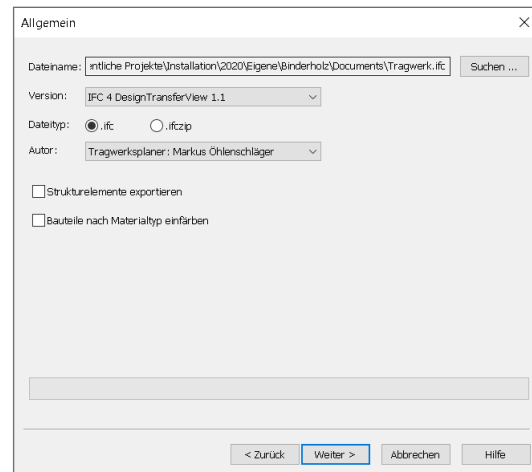 Allgemein
Dateiname: entliche Projekte\Installation\2020\Eigene\Binderholz\Documents\Tragwerk.ifc Suchen ...
Version: IFC 4 DesignTransferView 1.1
Dateityp: .ifc .ifczip
Autor: Tragwerksplaner: Markus Öhlenschläger
Strukturelemente exportieren
Bauteile nach Materialtyp einfärben
< Zurück Weiter > Abbrechen Hilfe